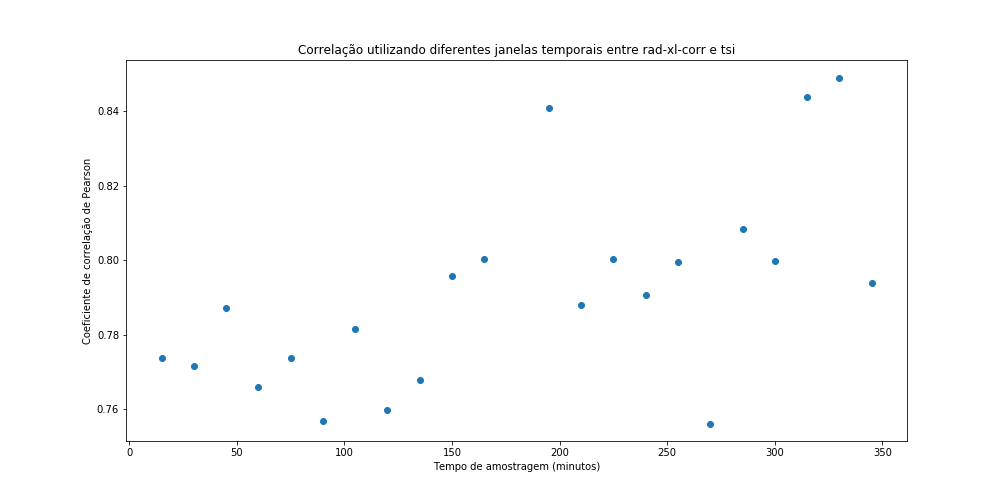 Correlação utilizando diferentes janelas temporais entre rad-xl-corr e tsi
Coeficiente de correlação de Pearson
0.84
0.82
0.80
0.78
0.76
0 50 100 150 200 250 300 350
Tempo de amostragem (minutos)